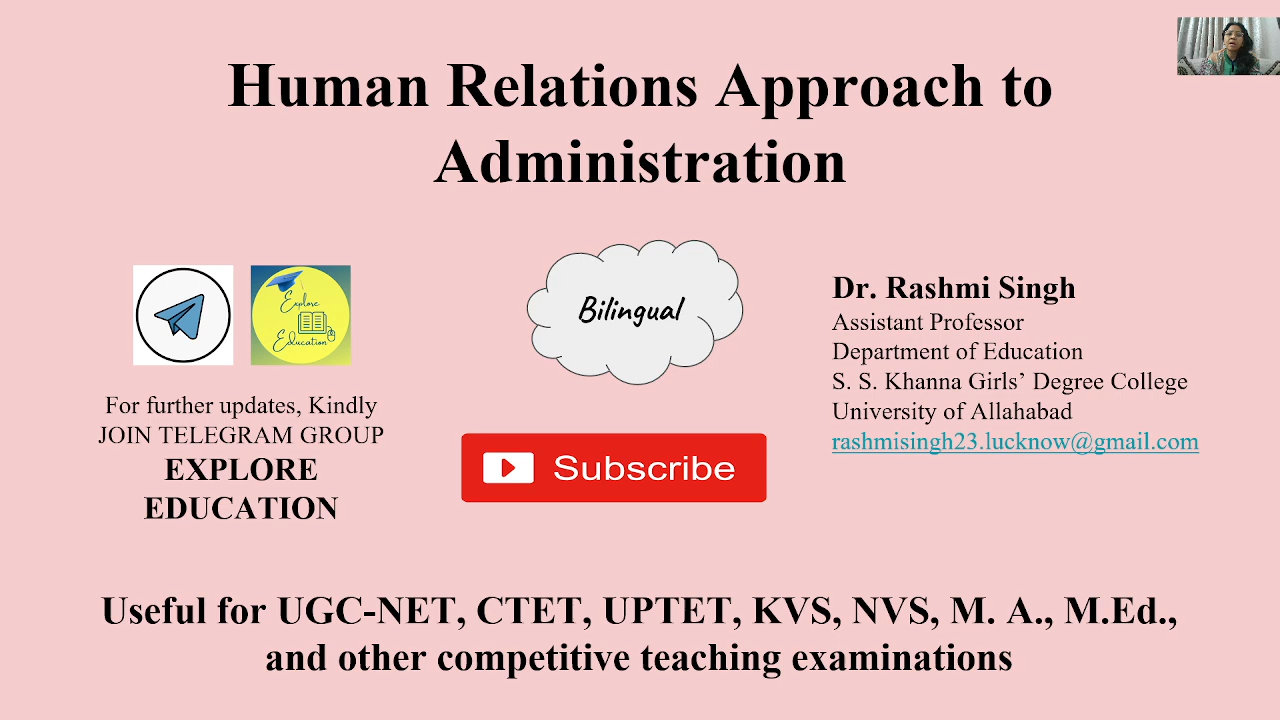 Human Relations Approach to
Administration
Explore
Education
For further updates, Kindly
JOIN TELEGRAM GROUP
EXPLORE
EDUCATION
Bilingual
Subscribe
Dr. Rashmi Singh
Assistant Professor
Department of Education
S. S. Khanna Girls’ Degree College
University of Allahabad
rashmisingh23.lucknow@gmail.com
Useful for UGC-NET, CTET, UPTET, KVS, NVS, M. A., M.Ed.,
and other competitive teaching examinations